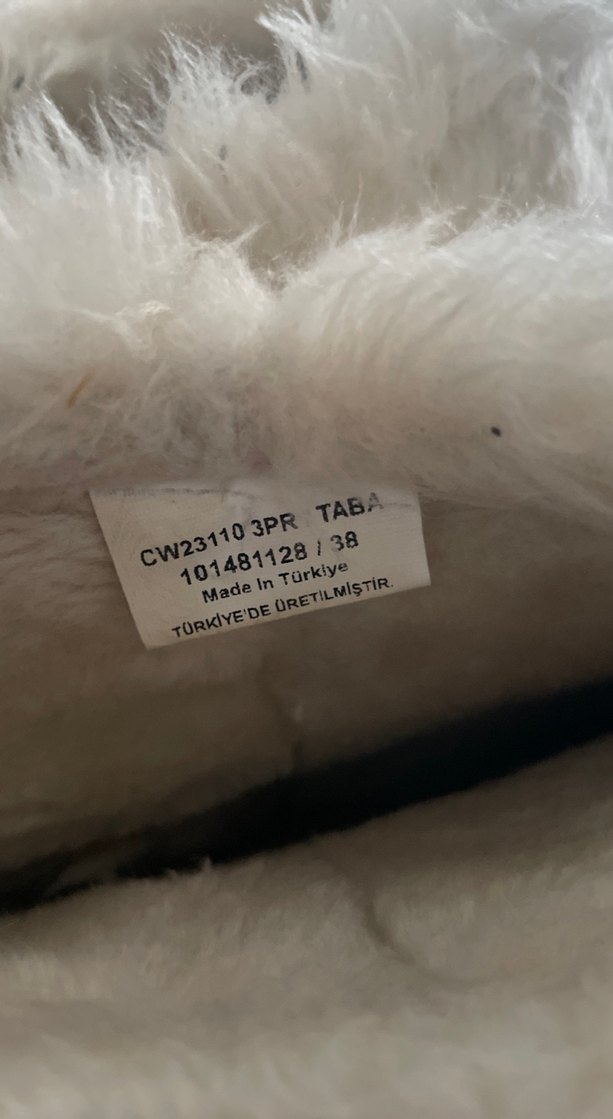 CW23110 3PR TABA
101481128 / 38
Made In Türkiye
TÜRKİYE'DE ÜRETİLMİŞTİR.